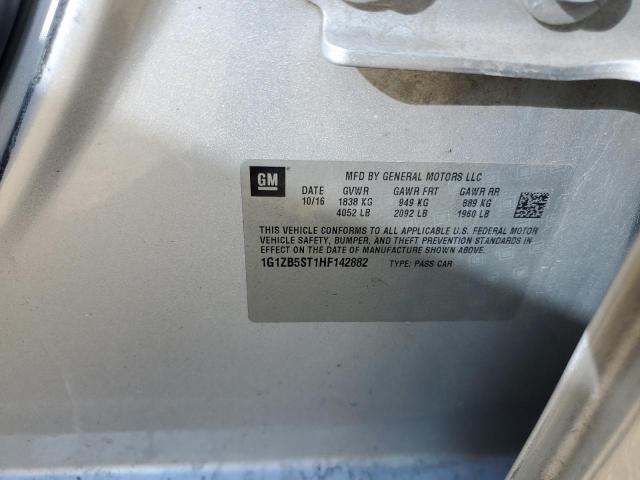 GM
MFD BY GENERAL MOTORS LLC
DATE GVWR GAWR FRT GAWR RR
10/16 1838 KG 949 KG 889 KG
4052 LB 2092 LB 1960 LB
THIS VEHICLE CONFORMS TO ALL APPLICABLE U.S. FEDERAL MOTOR
VEHICLE SAFETY, BUMPER, AND THEFT PREVENTION STANDARDS IN
EFFECT ON THE DATE OF MANUFACTURE SHOWN ABOVE.
1G1ZB5ST1HF142882 TYPE: PASS CAR